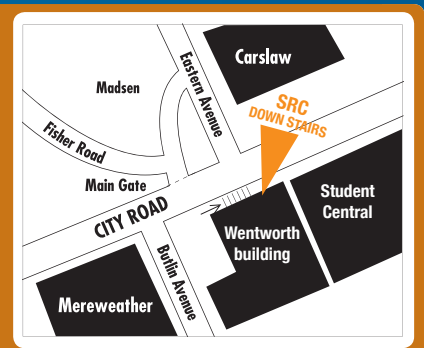 Carslaw
Eastern Avenue
Madsen
SRC
DOWN STAIRS
Fisher Road
Main Gate
CITY ROAD
Student
Central
Wentworth
building
Butlin Avenue
Mereweather